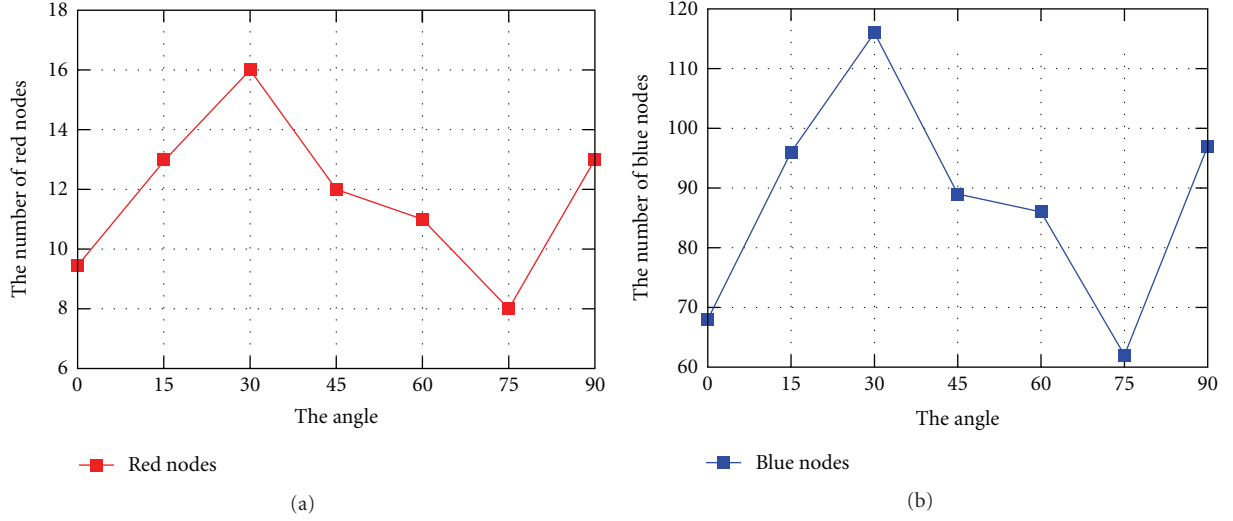 The number of red nodes
18
16
14
12
10
8
6
0 15 30 45 60 75 90
The angle
Red nodes
(a)
The number of blue nodes
120
110
100
90
80
70
60
0 15 30 45 60 75 90
The angle
Blue nodes
(b)